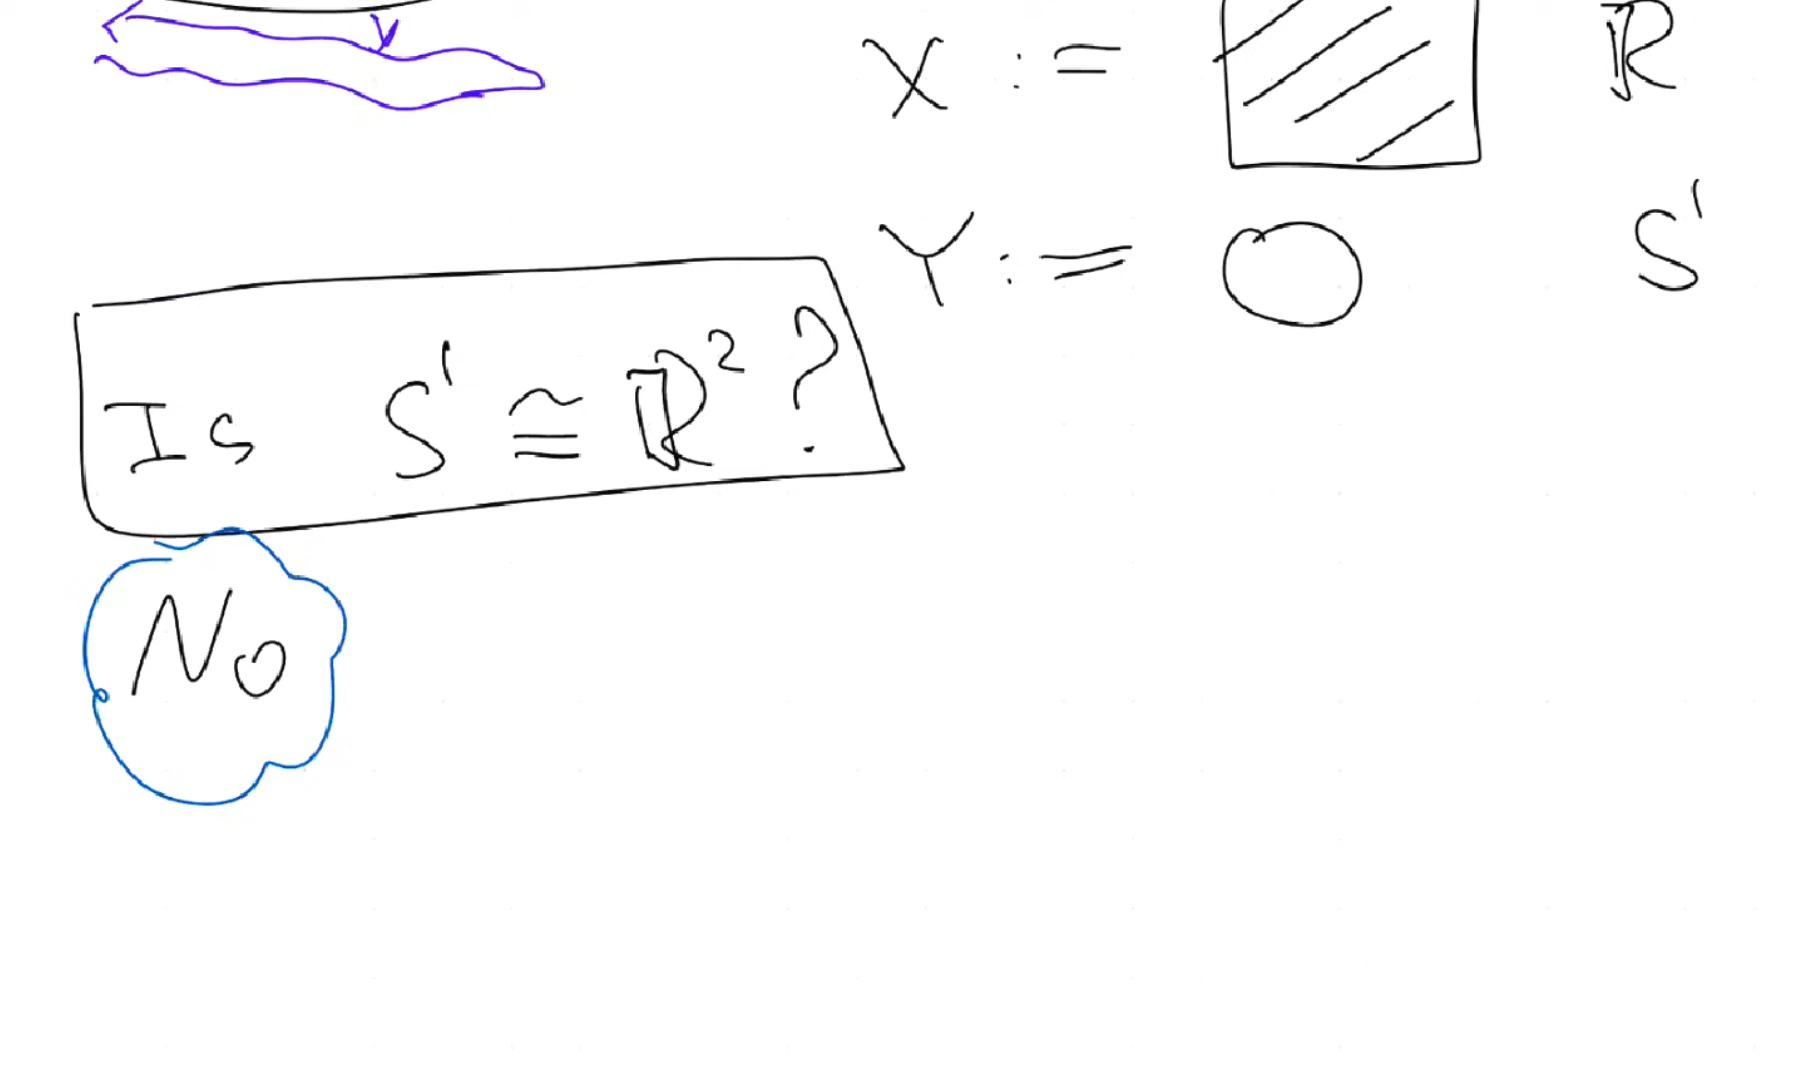 X := ℝ
Y := S¹
Is S¹ ≅ ℝ² ?
No